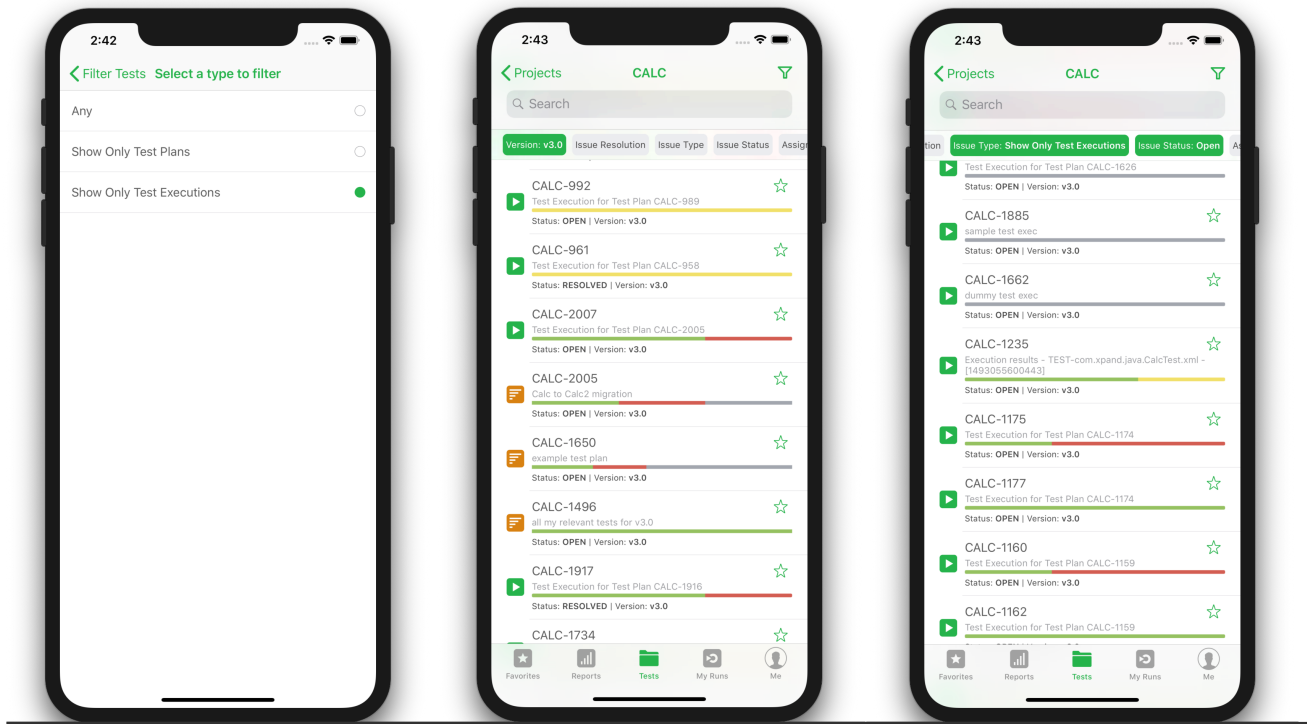 2:42
Filter Tests Select a type to filter
Any
Show Only Test Plans
Show Only Test Executions
2:43
Projects CALC
Search
Version: v3.0 Issue Resolution Issue Type Issue Status Assign
CALC-992
Test Execution for Test Plan CALC-989
Status: OPEN | Version: v3.0
CALC-961
Test Execution for Test Plan CALC-958
Status: RESOLVED | Version: v3.0
CALC-2007
Test Execution for Test Plan CALC-2005
Status: OPEN | Version: v3.0
CALC-2005
Calc to Calc2 migration
Status: OPEN | Version: v3.0
CALC-1650
example test plan
Status: OPEN | Version: v3.0
CALC-1496
all my relevant tests for v3.0
Status: OPEN | Version: v3.0
CALC-1917
Test Execution for Test Plan CALC-1916
Status: RESOLVED | Version: v3.0
CALC-1734
Favorites Reports Tests My Runs Me
2:43
Projects CALC
Search
tion Issue Type: Show Only Test Executions Issue Status: Open
Test Execution for Test Plan CALC-1626
Status: OPEN | Version: v3.0
CALC-1885
sample test exec
Status: OPEN | Version: v3.0
CALC-1662
dummy test exec
Status: OPEN | Version: v3.0
CALC-1235
Execution results - TEST-com.xpand.java.CalcTest.xml -
[1493055600443]
Status: OPEN | Version: v3.0
CALC-1175
Test Execution for Test Plan CALC-1174
Status: OPEN | Version: v3.0
CALC-1177
Test Execution for Test Plan CALC-1174
Status: OPEN | Version: v3.0
CALC-1160
Test Execution for Test Plan CALC-1159
Status: OPEN | Version: v3.0
CALC-1162
Test Execution for Test Plan CALC-1159
Favorites Reports Tests My Runs Me